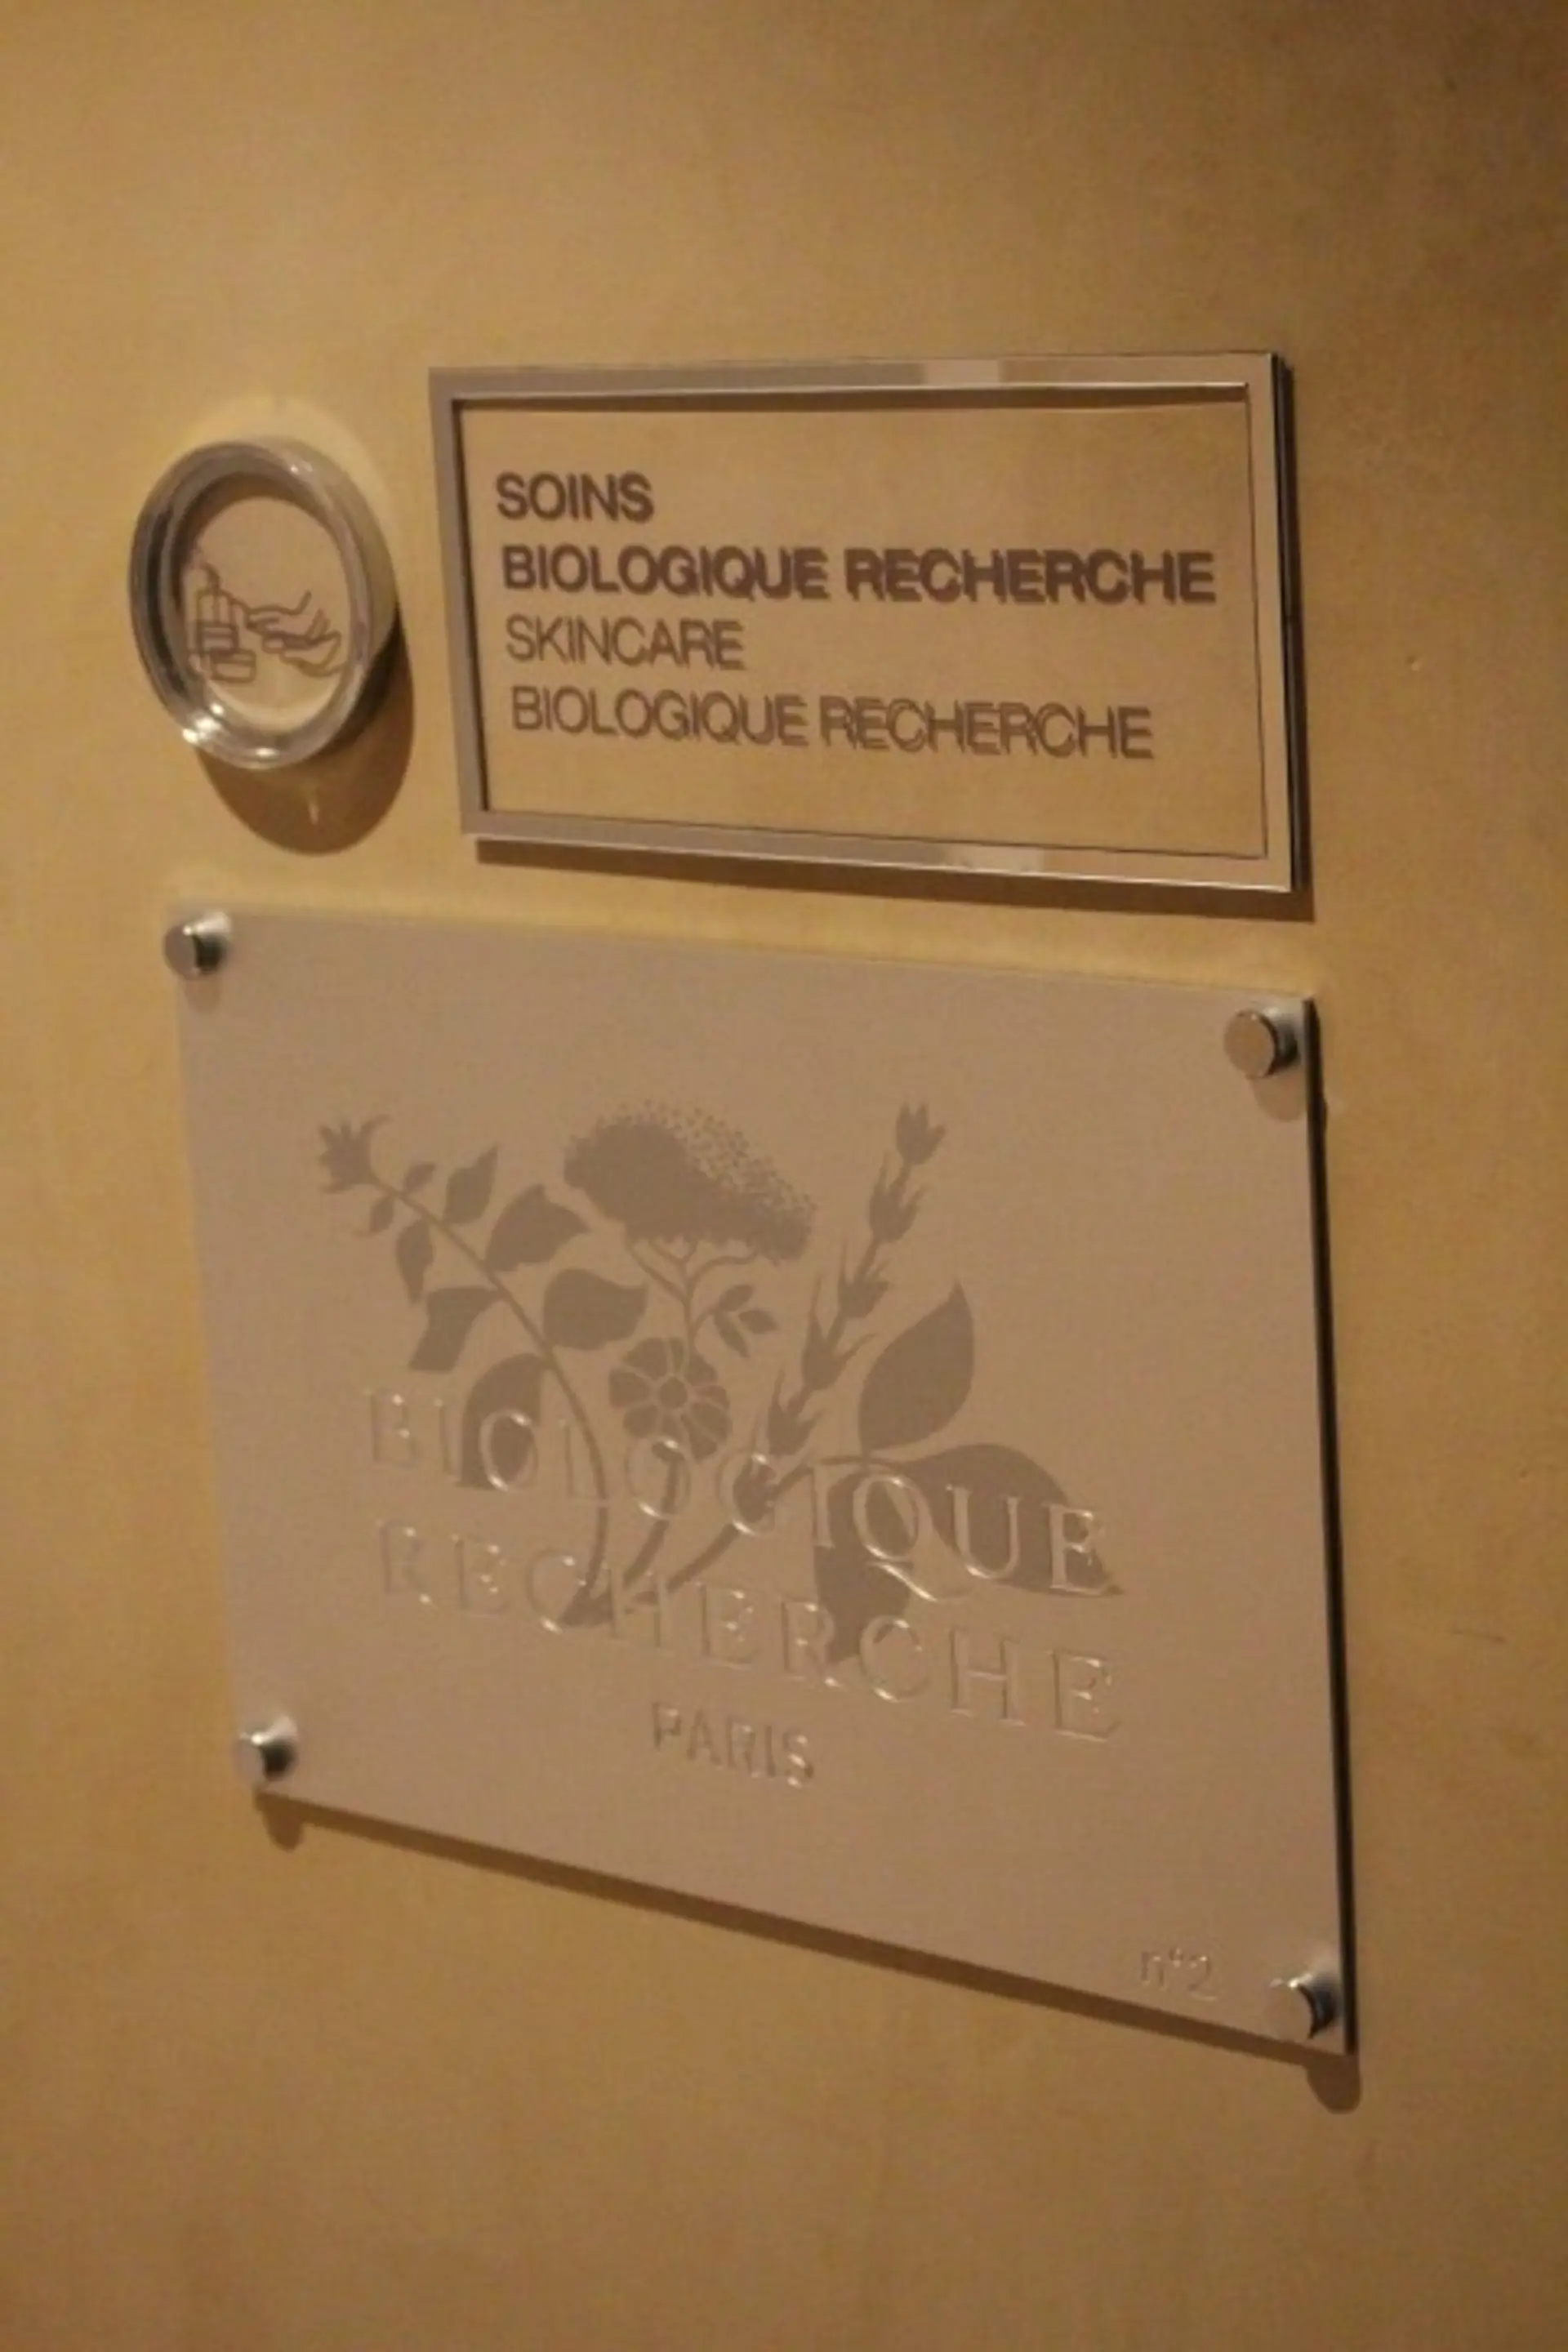 SOINS
BIOLOGIQUE RECHERCHE
SKINCARE
BIOLOGIQUE RECHERCHE
BIOLOGIQUE
RECHERCHE
PARIS
n°2